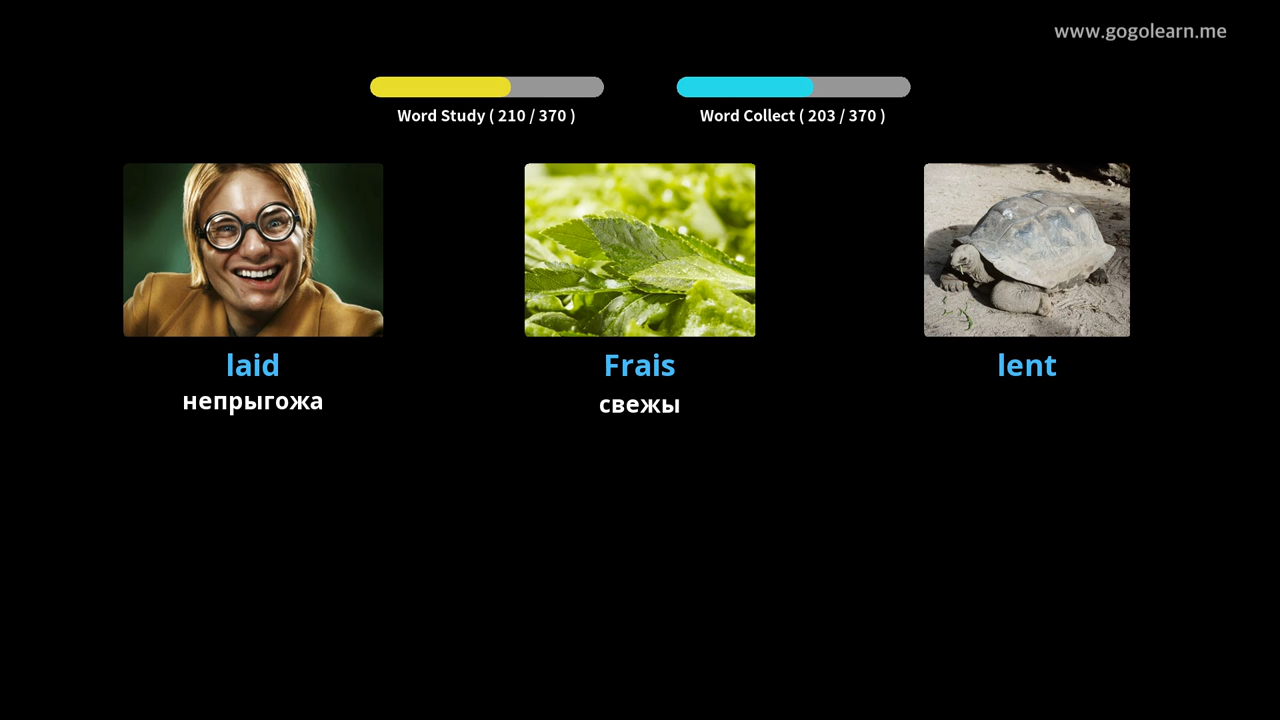 www.gogolearn.me
Word Study ( 210 / 370 )
Word Collect ( 203 / 370 )
laid
непрыгожа
Frais
свежы
lent